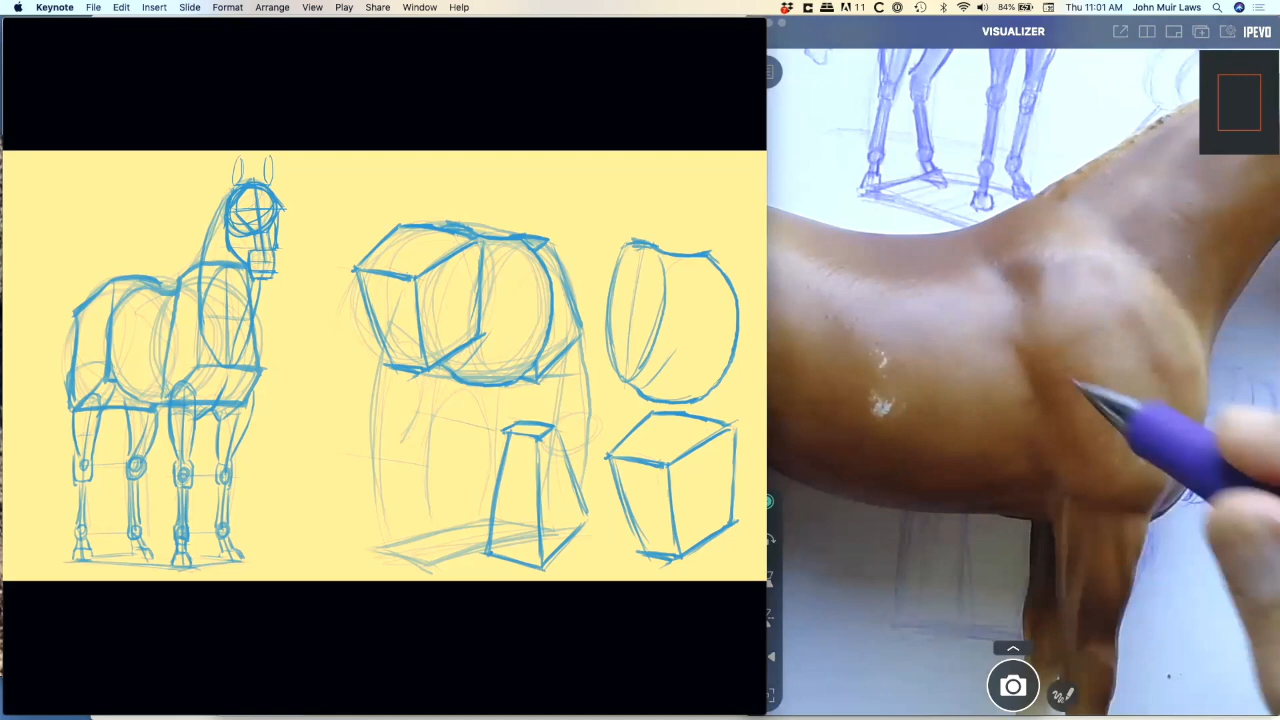 Keynote File Edit Insert Slide Format Arrange View Play Share Window Help 11 84% Thu 11:01 AM John Muir Laws
VISUALIZER IPEVO